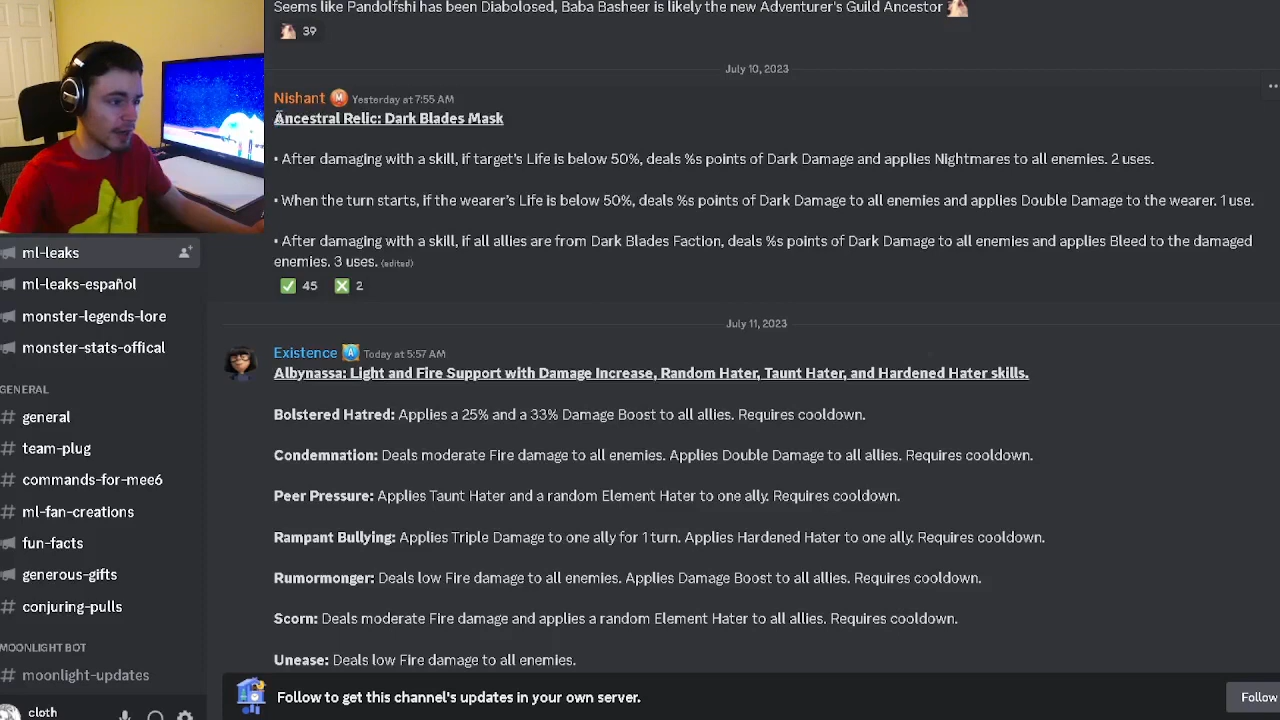 Seems like Pandolfshi has been Diabolosed, Baba Basheer is likely the new Adventurer's Guild Ancestor
39
July 10, 2023
Nishant M Yesterday at 7:55 AM
Ancestral Relic: Dark Blades Mask
• After damaging with a skill, if target's Life is below 50%, deals %s points of Dark Damage and applies Nightmares to all enemies. 2 uses.
• When the turn starts, if the wearer's Life is below 50%, deals %s points of Dark Damage to all enemies and applies Double Damage to the wearer. 1 use.
• After damaging with a skill, if all allies are from Dark Blades Faction, deals %s points of Dark Damage to all enemies and applies Bleed to the damaged
enemies. 3 uses. (edited)
45 2
July 11, 2023
Existence A Today at 5:57 AM
Albynassa: Light and Fire Support with Damage Increase, Random Hater, Taunt Hater, and Hardened Hater skills.
Bolstered Hatred: Applies a 25% and a 33% Damage Boost to all allies. Requires cooldown.
Condemnation: Deals moderate Fire damage to all enemies. Applies Double Damage to all allies. Requires cooldown.
Peer Pressure: Applies Taunt Hater and a random Element Hater to one ally. Requires cooldown.
Rampant Bullying: Applies Triple Damage to one ally for 1 turn. Applies Hardened Hater to one ally. Requires cooldown.
Rumormonger: Deals low Fire damage to all enemies. Applies Damage Boost to all allies. Requires cooldown.
Scorn: Deals moderate Fire damage and applies a random Element Hater to all allies. Requires cooldown.
Unease: Deals low Fire damage to all enemies.
Follow to get this channel's updates in your own server.
Follow
ml-leaks
ml-leaks-español
monster-legends-lore
monster-stats-offical
GENERAL
general
team-plug
commands-for-mee6
ml-fan-creations
fun-facts
generous-gifts
conjuring-pulls
MOONLIGHT BOT
moonlight-updates
cloth